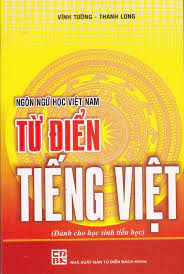 VĨNH TƯỜNG - THANH LONG
NGÔN NGỮ HỌC VIỆT NAM
TỪ ĐIỂN
TIẾNG VIỆT
(Dành cho học sinh tiểu học)
NHÀ XUẤT BẢN TỪ ĐIỂN BÁCH KHOA